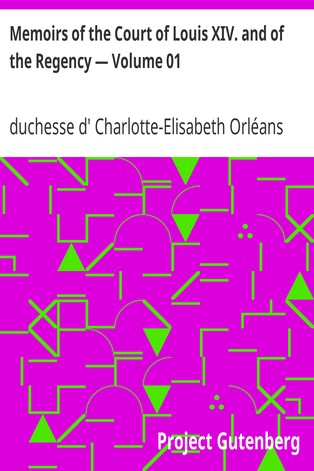 Memoirs of the Court of Louis XIV. and of
the Regency — Volume 01
duchesse d' Charlotte-Elisabeth Orléans
Project Gutenberg